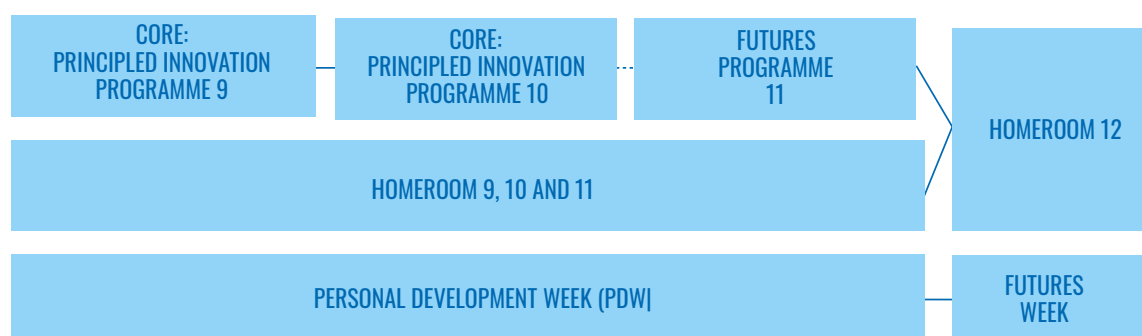 CORE:
PRINCIPLED INNOVATION
PROGRAMME 9
CORE:
PRINCIPLED INNOVATION
PROGRAMME 10
FUTURES
PROGRAMME
11
HOMEROOM 12
HOMEROOM 9, 10 AND 11
PERSONAL DEVELOPMENT WEEK (PDW|
FUTURES
WEEK